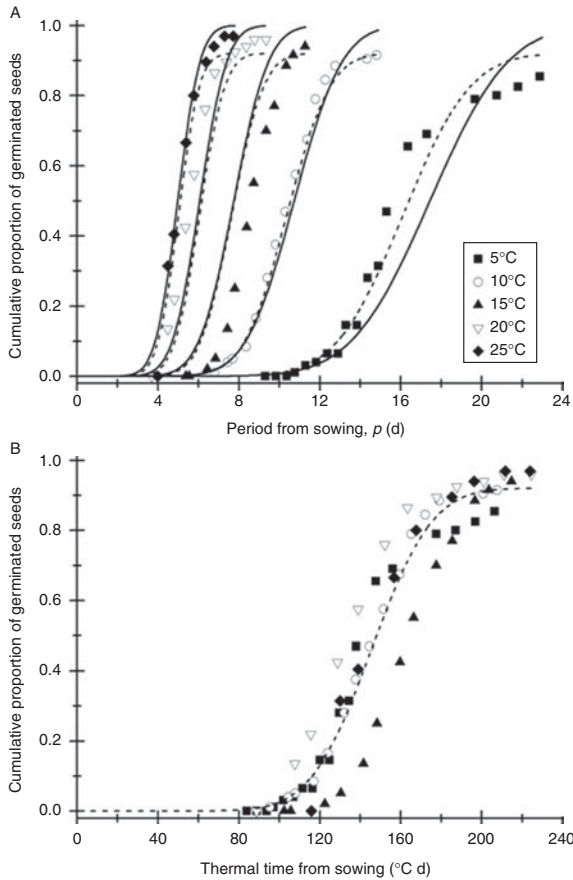 A
1.0
0.8
0.6
0.4
0.2
0.0
Cumulative proportion of germinated seeds
0 4 8 12 16 20 24
Period from sowing, p (d)
5°C
10°C
15°C
20°C
25°C
B
1.0
0.8
0.6
0.4
0.2
0.0
Cumulative proportion of germinated seeds
0 40 80 120 160 200 240
Thermal time from sowing (°C d)